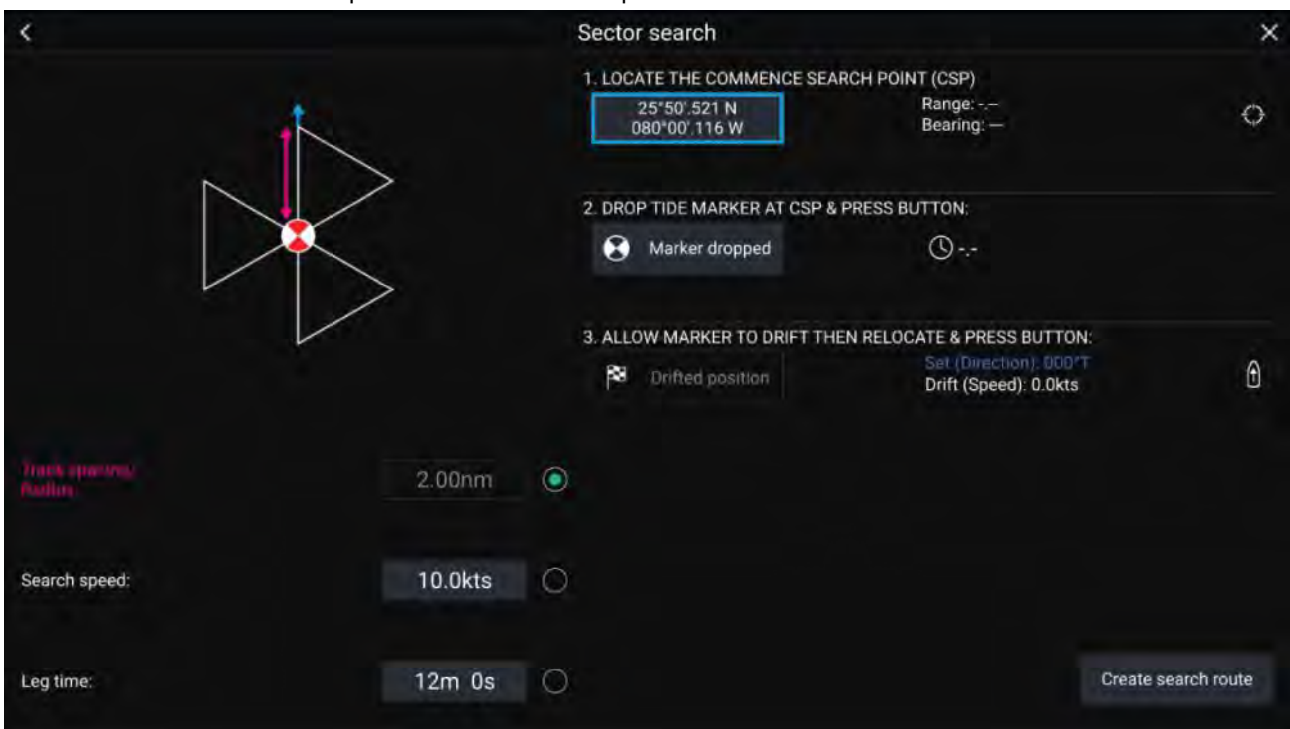 Sector search
1. LOCATE THE COMMENCE SEARCH POINT (CSP)
25°50'.521 N
080°00'.116 W
Range: -.--
Bearing: ---
2. DROP TIDE MARKER AT CSP & PRESS BUTTON:
Marker dropped
-.-
3. ALLOW MARKER TO DRIFT THEN RELOCATE & PRESS BUTTON:
Drifted position
Set (Direction): 000°T
Drift (Speed): 0.0kts
Track spacing/
Radius:
2.00nm
Search speed:
10.0kts
Leg time:
12m 0s
Create search route